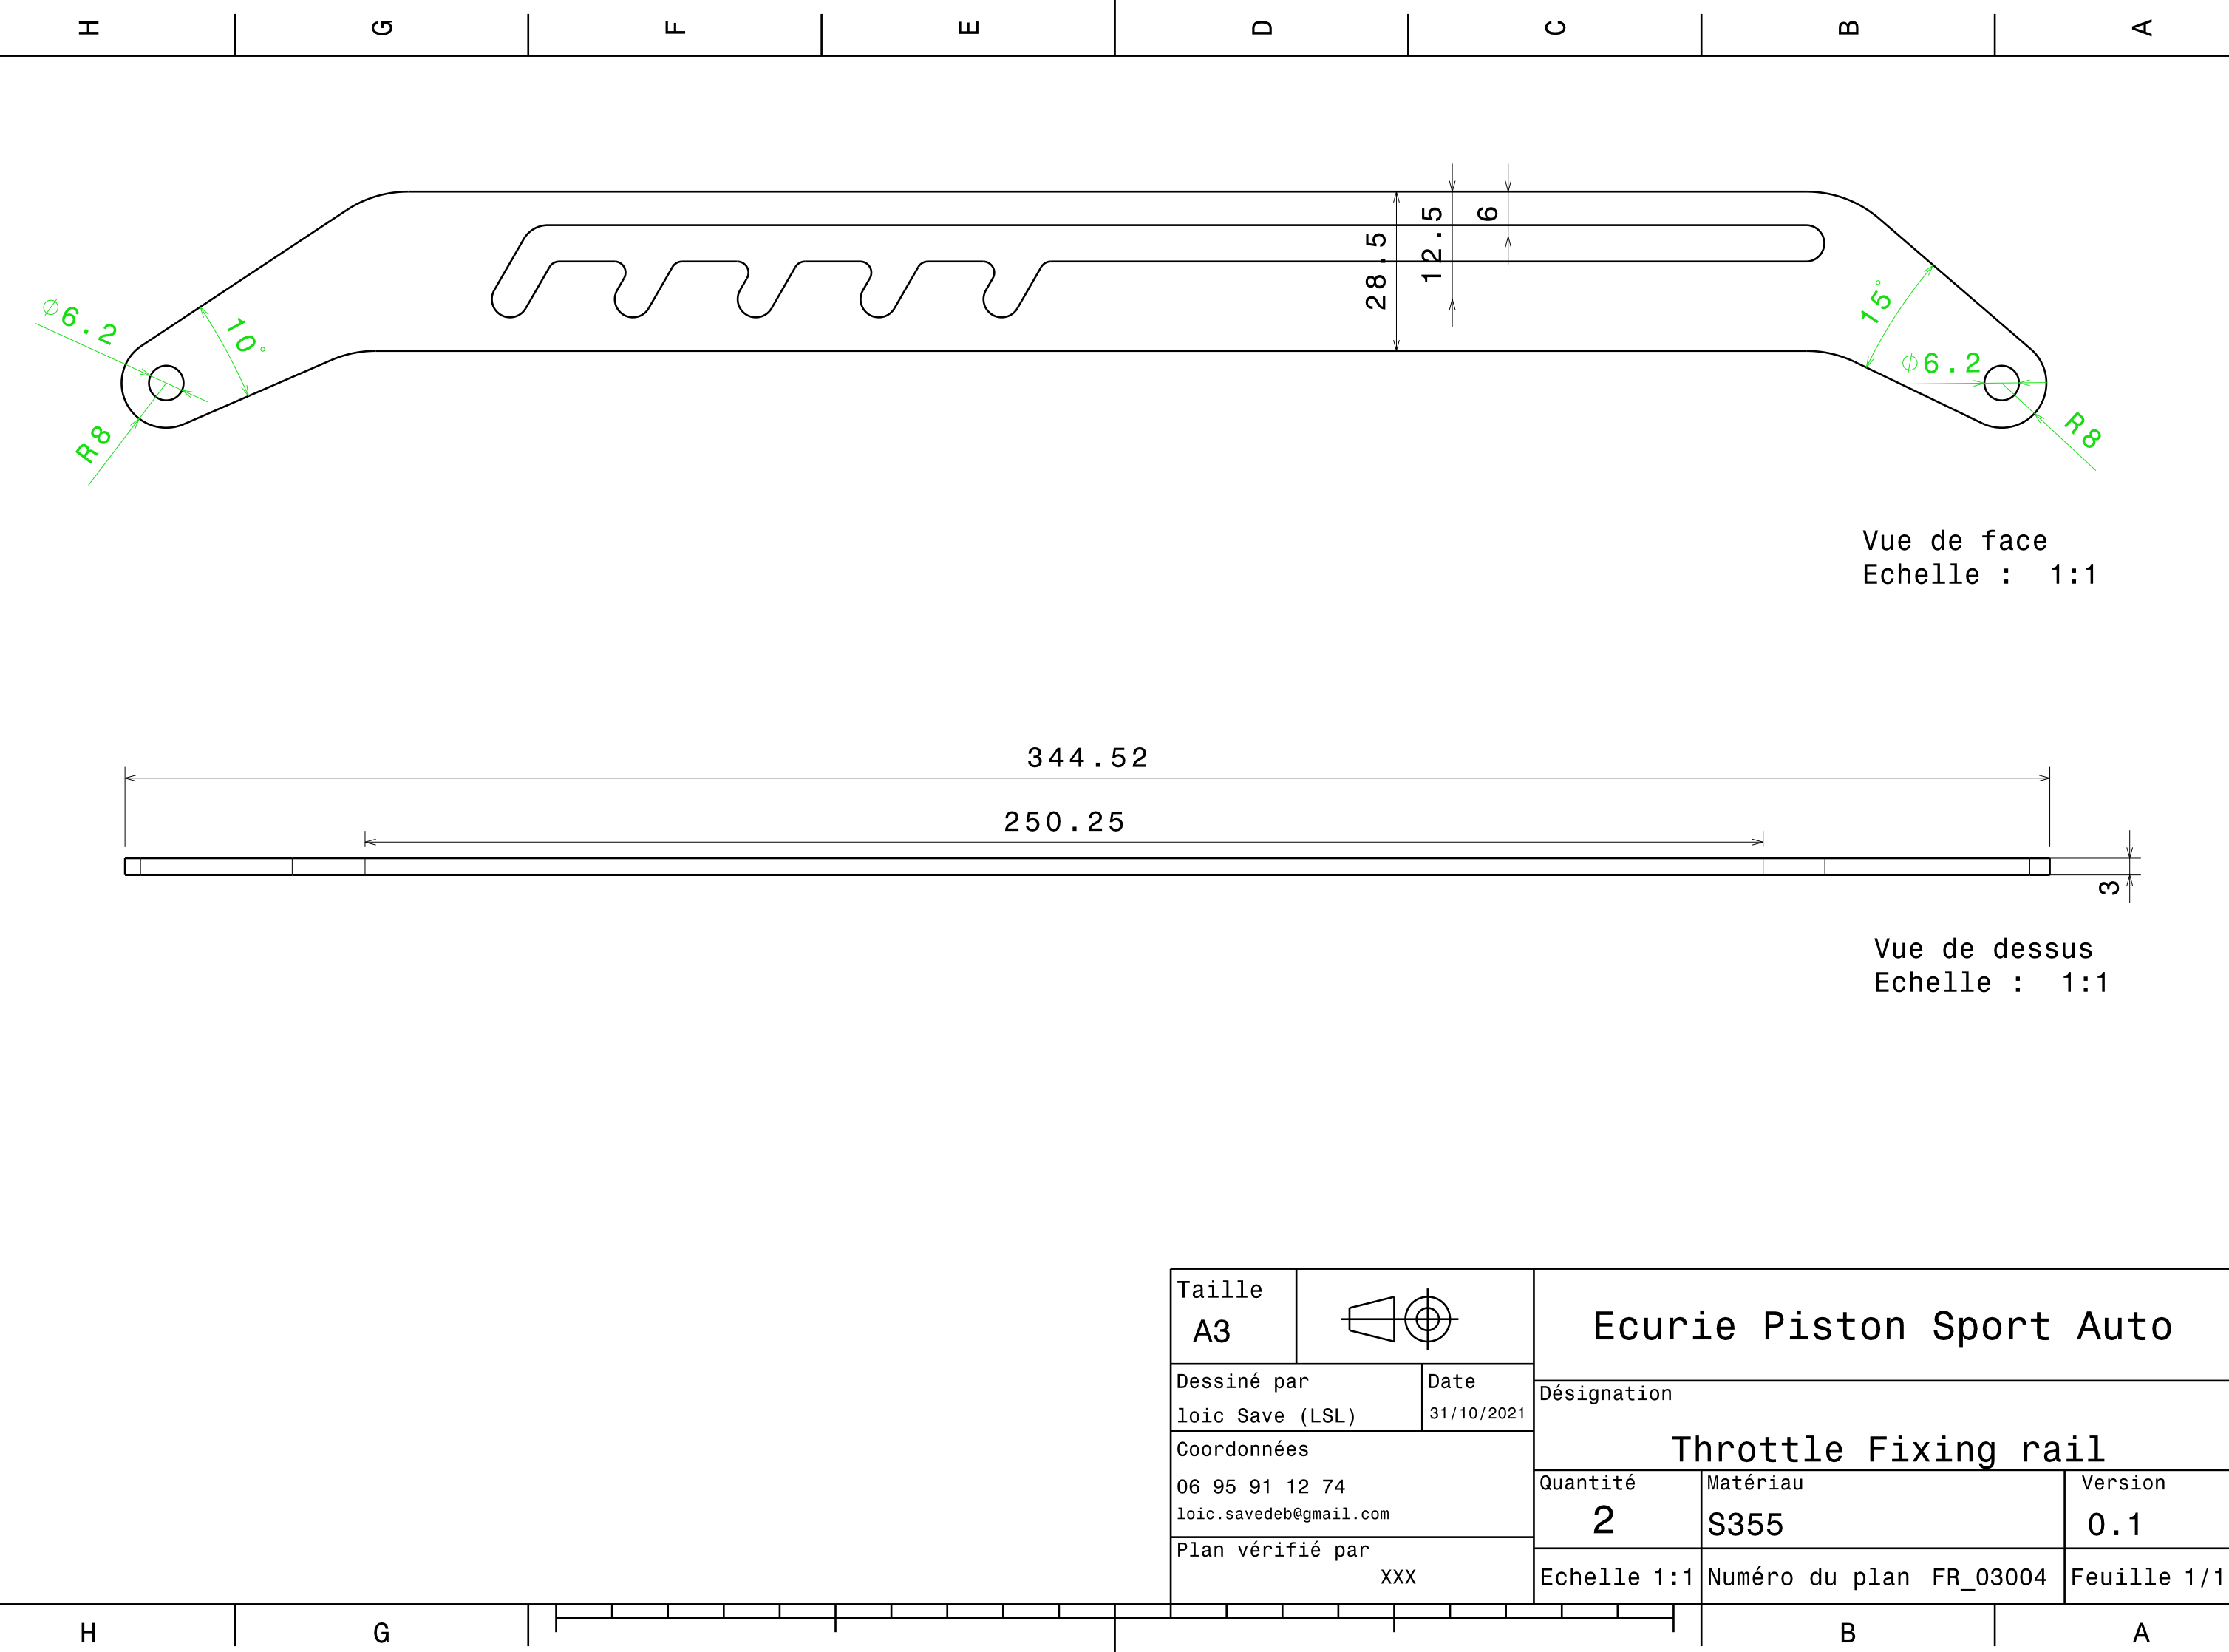 H G F E D C B A
28.5
12.5
6
⌀6.2
10°
R8
15°
⌀6.2
R8
Vue de face
Echelle : 1:1
344.52
250.25
3
Vue de dessus
Echelle : 1:1
Taille
A3
Ecurie Piston Sport Auto
Dessiné par
loic Save (LSL)
Date
31/10/2021
Désignation
Throttle Fixing rail
Coordonnées
06 95 91 12 74
loic.savedeb@gmail.com
Quantité
2
Matériau
S355
Version
0.1
Plan vérifié par
XXX
Echelle 1:1
Numéro du plan FR_03004
Feuille 1/1
H G B A